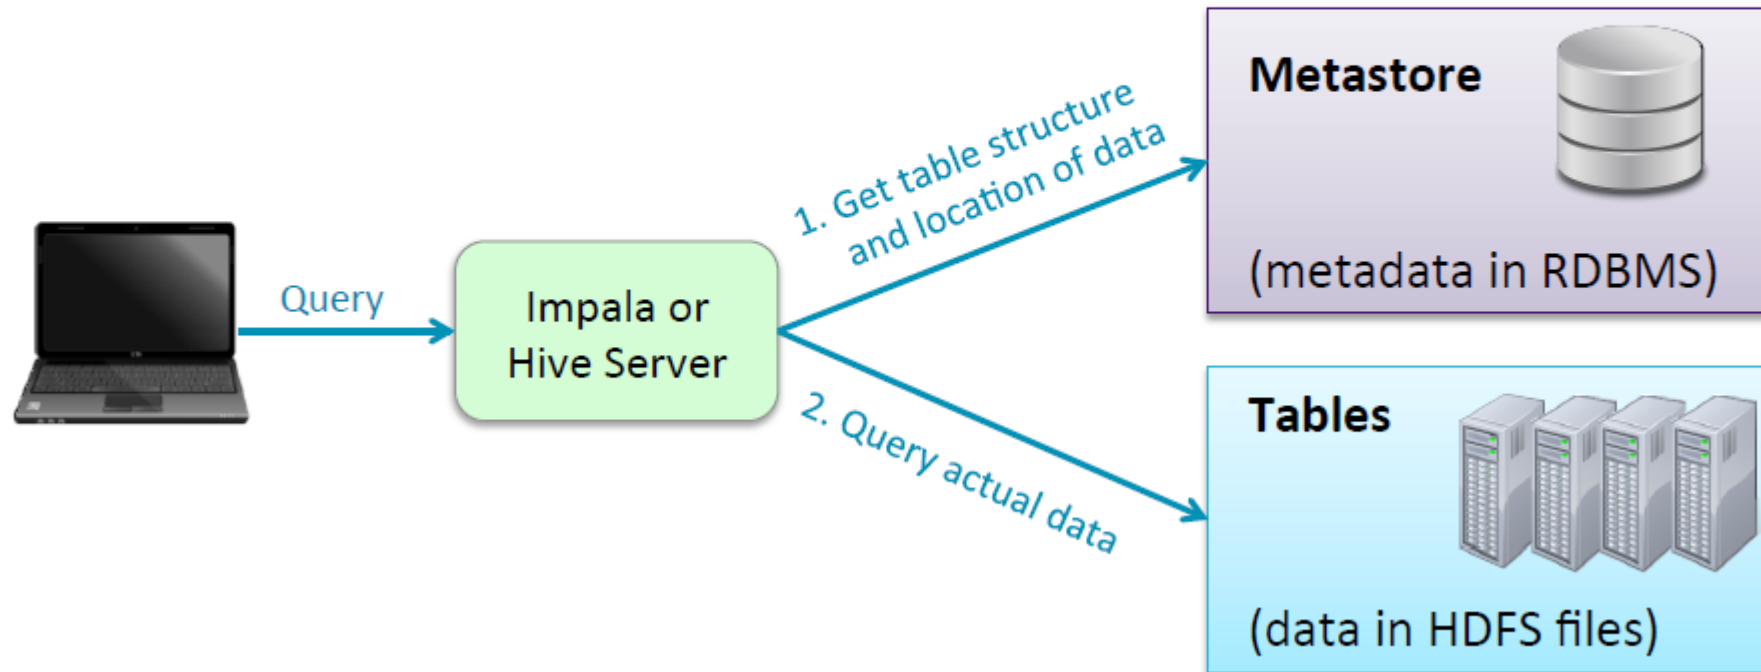 Query
Impala or
Hive Server
1. Get table structure
and location of data
2. Query actual data
Metastore
(metadata in RDBMS)
Tables
(data in HDFS files)